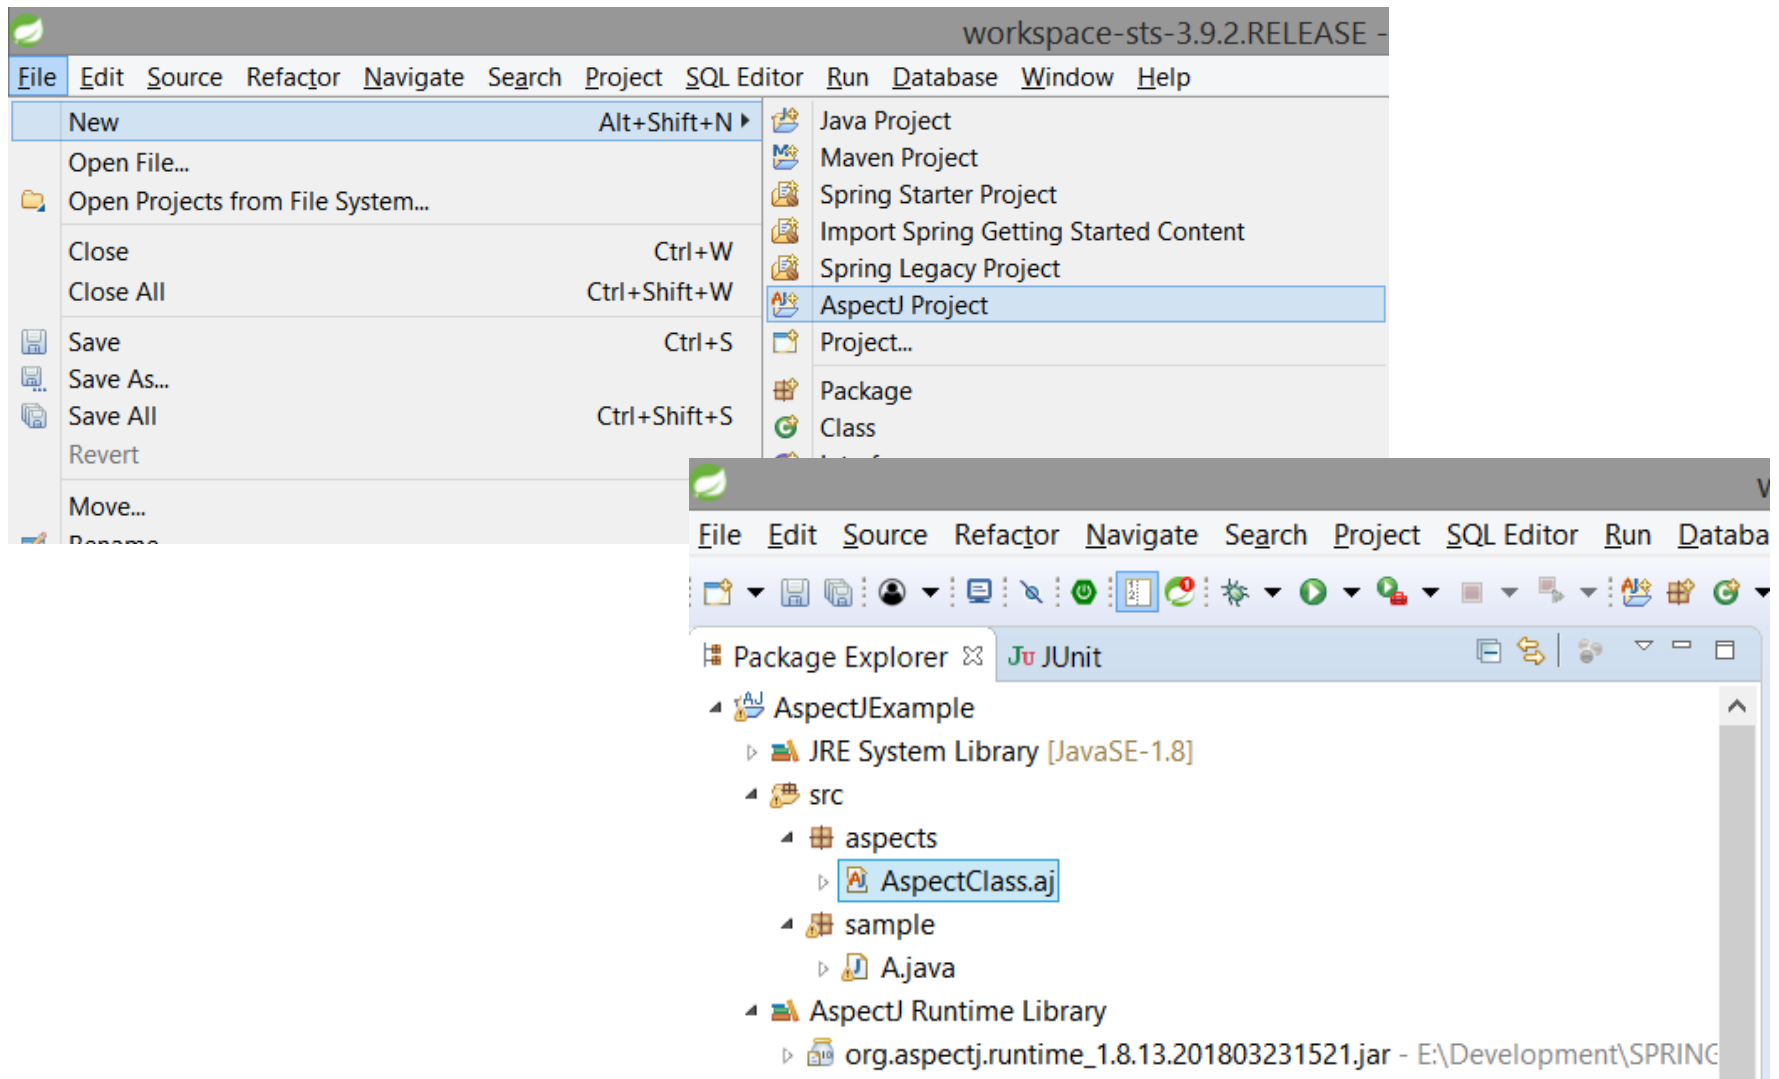 workspace-sts-3.9.2.RELEASE -
File Edit Source Refactor Navigate Search Project SQL Editor Run Database Window Help
New Alt+Shift+N
Open File...
Open Projects from File System...
Close Ctrl+W
Close All Ctrl+Shift+W
Save Ctrl+S
Save As...
Save All Ctrl+Shift+S
Revert
Move...
Rename
Java Project
Maven Project
Spring Starter Project
Import Spring Getting Started Content
Spring Legacy Project
AspectJ Project
Project...
Package
Class
File Edit Source Refactor Navigate Search Project SQL Editor Run Databa
Package Explorer JUnit
AspectJExample
JRE System Library [JavaSE-1.8]
src
aspects
AspectClass.aj
sample
A.java
AspectJ Runtime Library
org.aspectj.runtime_1.8.13.201803231521.jar - E:\Development\SPRING